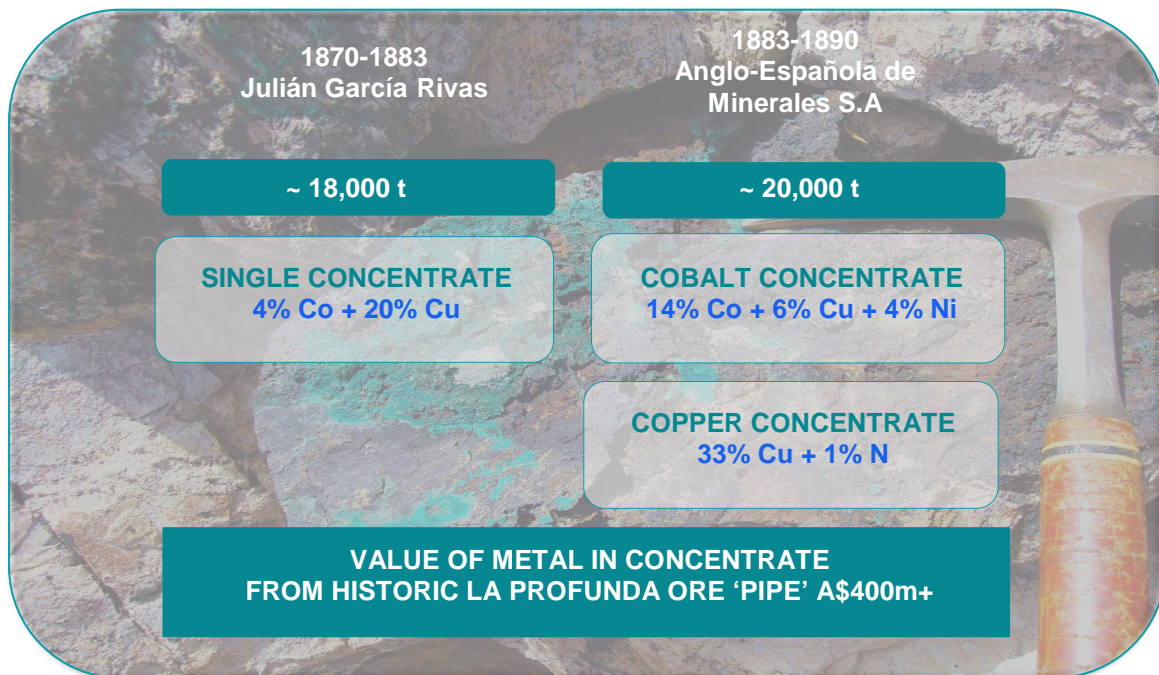 1870-1883
Julián García Rivas
~ 18,000 t
SINGLE CONCENTRATE
4% Co + 20% Cu
1883-1890
Anglo-Española de
Minerales S.A
~ 20,000 t
COBALT CONCENTRATE
14% Co + 6% Cu + 4% Ni
COPPER CONCENTRATE
33% Cu + 1% N
VALUE OF METAL IN CONCENTRATE
FROM HISTORIC LA PROFUNDA ORE ‘PIPE’ A$400m+